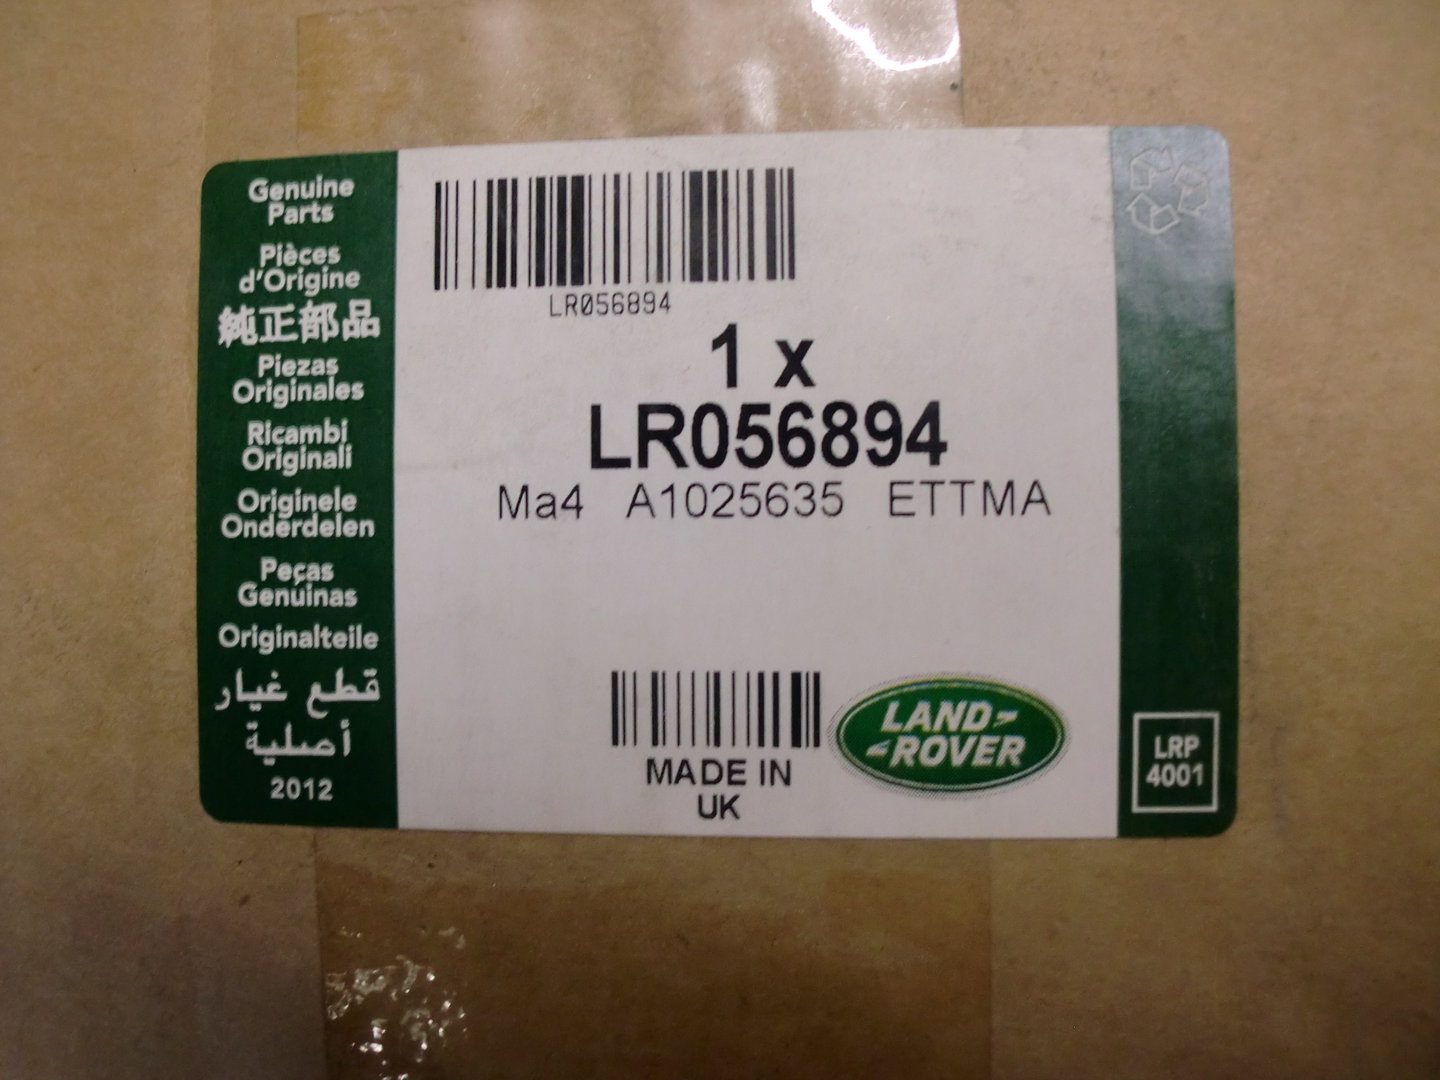 Genuine
Parts
Pièces
d'Origine
純正部品
Piezas
Originales
Ricambi
Originali
Originele
Onderdelen
Peças
Genuinas
Originalteile
قطع غيار
أصلية
2012
LR056894
1 x
LR056894
Ma4 A1025635 ETTMA
MADE IN
UK
LAND
ROVER
LRP
4001